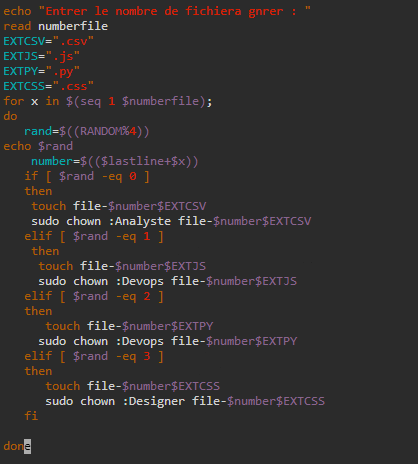 echo "Entrer le nombre de fichiera gnrer : "
read numberfile
EXTCSV=".csv"
EXTJS=".js"
EXTPY=".py"
EXTCSS=".css"
for x in $(seq 1 $numberfile);
do
   rand=$((RANDOM%4))
echo $rand
    number=$(($lastline+$x))
   if [ $rand -eq 0 ]
   then
    touch file-$number$EXTCSV
    sudo chown :Analyste file-$number$EXTCSV
   elif [ $rand -eq 1 ]
    then
     touch file-$number$EXTJS
     sudo chown :Devops file-$number$EXTJS
   elif [ $rand -eq 2 ]
   then
      touch file-$number$EXTPY
      sudo chown :Devops file-$number$EXTPY
   elif [ $rand -eq 3 ]
   then
      touch file-$number$EXTCSS
      sudo chown :Designer file-$number$EXTCSS
   fi

done